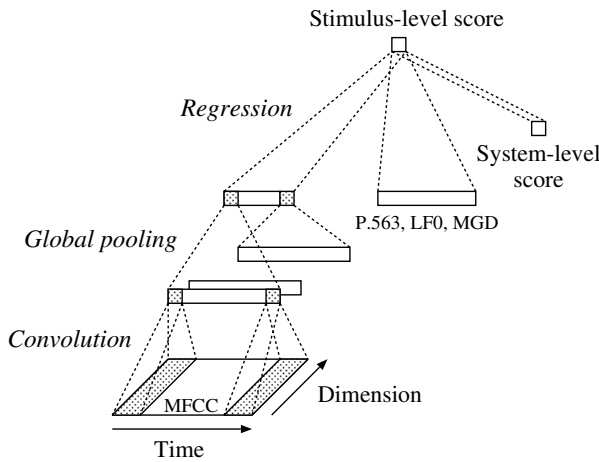 Stimulus-level score
Regression
System-level
score
P.563, LF0, MGD
Global pooling
Convolution
MFCC
Dimension
Time